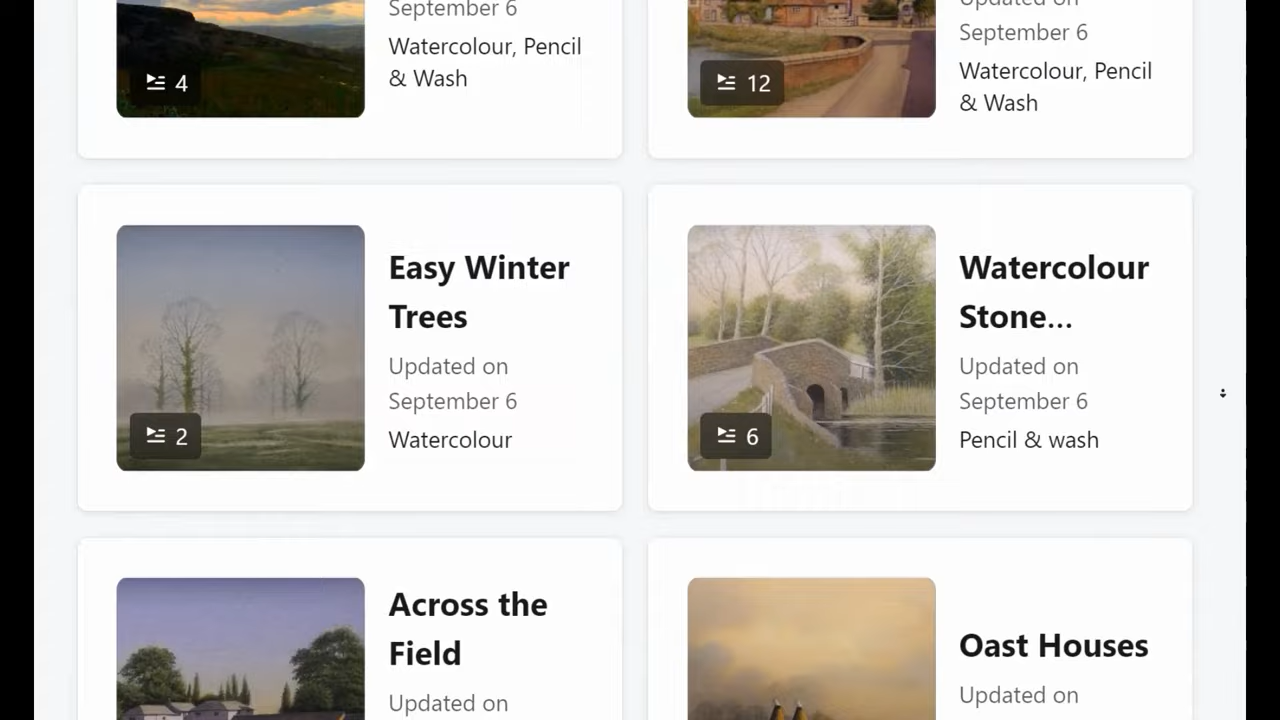 September 6
Watercolour, Pencil
& Wash
4
Updated on
September 6
Watercolour, Pencil
& Wash
12
Easy Winter
Trees
Updated on
September 6
Watercolour
2
Watercolour
Stone...
Updated on
September 6
Pencil & wash
6
Across the
Field
Updated on
Oast Houses
Updated on